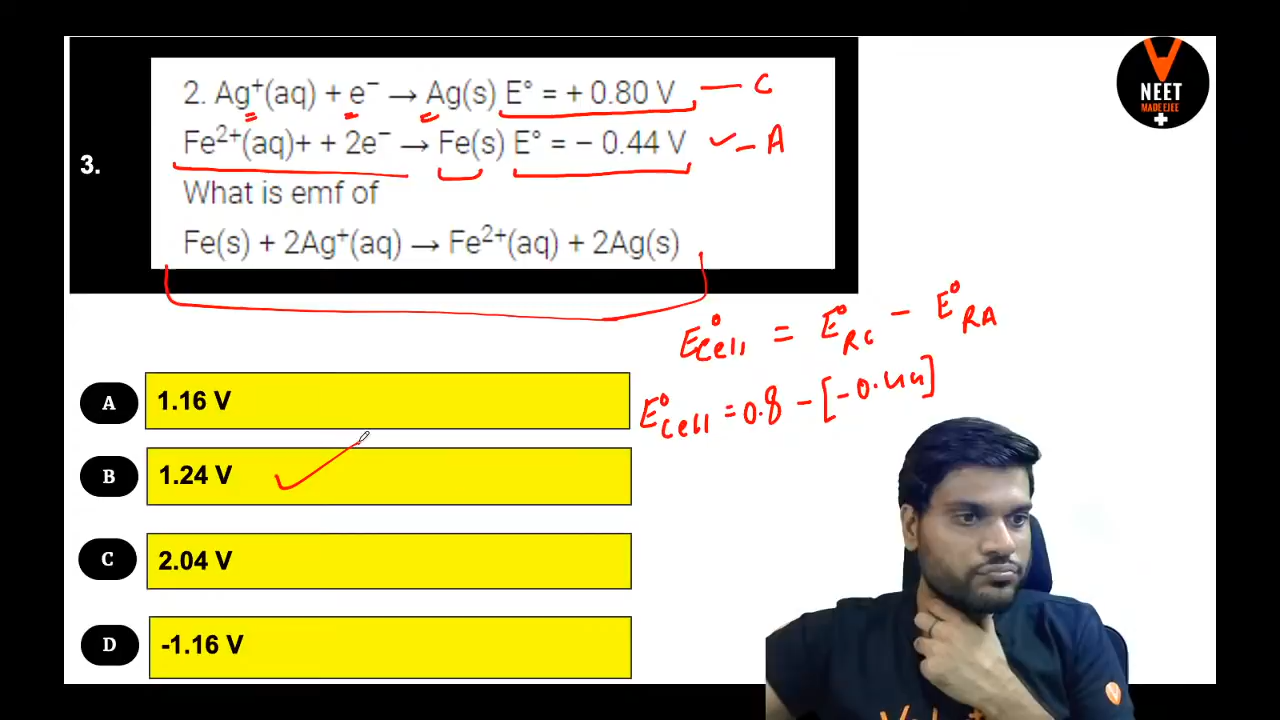 NEET
MADE EJEE
2. Ag⁺(aq) + e⁻ → Ag(s) E° = + 0.80 V — C
Fe²⁺(aq)+ + 2e⁻ → Fe(s) E° = − 0.44 V ✓ – A
3.
What is emf of
Fe(s) + 2Ag⁺(aq) → Fe²⁺(aq) + 2Ag(s)
E°cell = E°RC − E°RA
E°cell = 0.8 − [−0.44]
A 1.16 V
B 1.24 V ✓
C 2.04 V
D -1.16 V